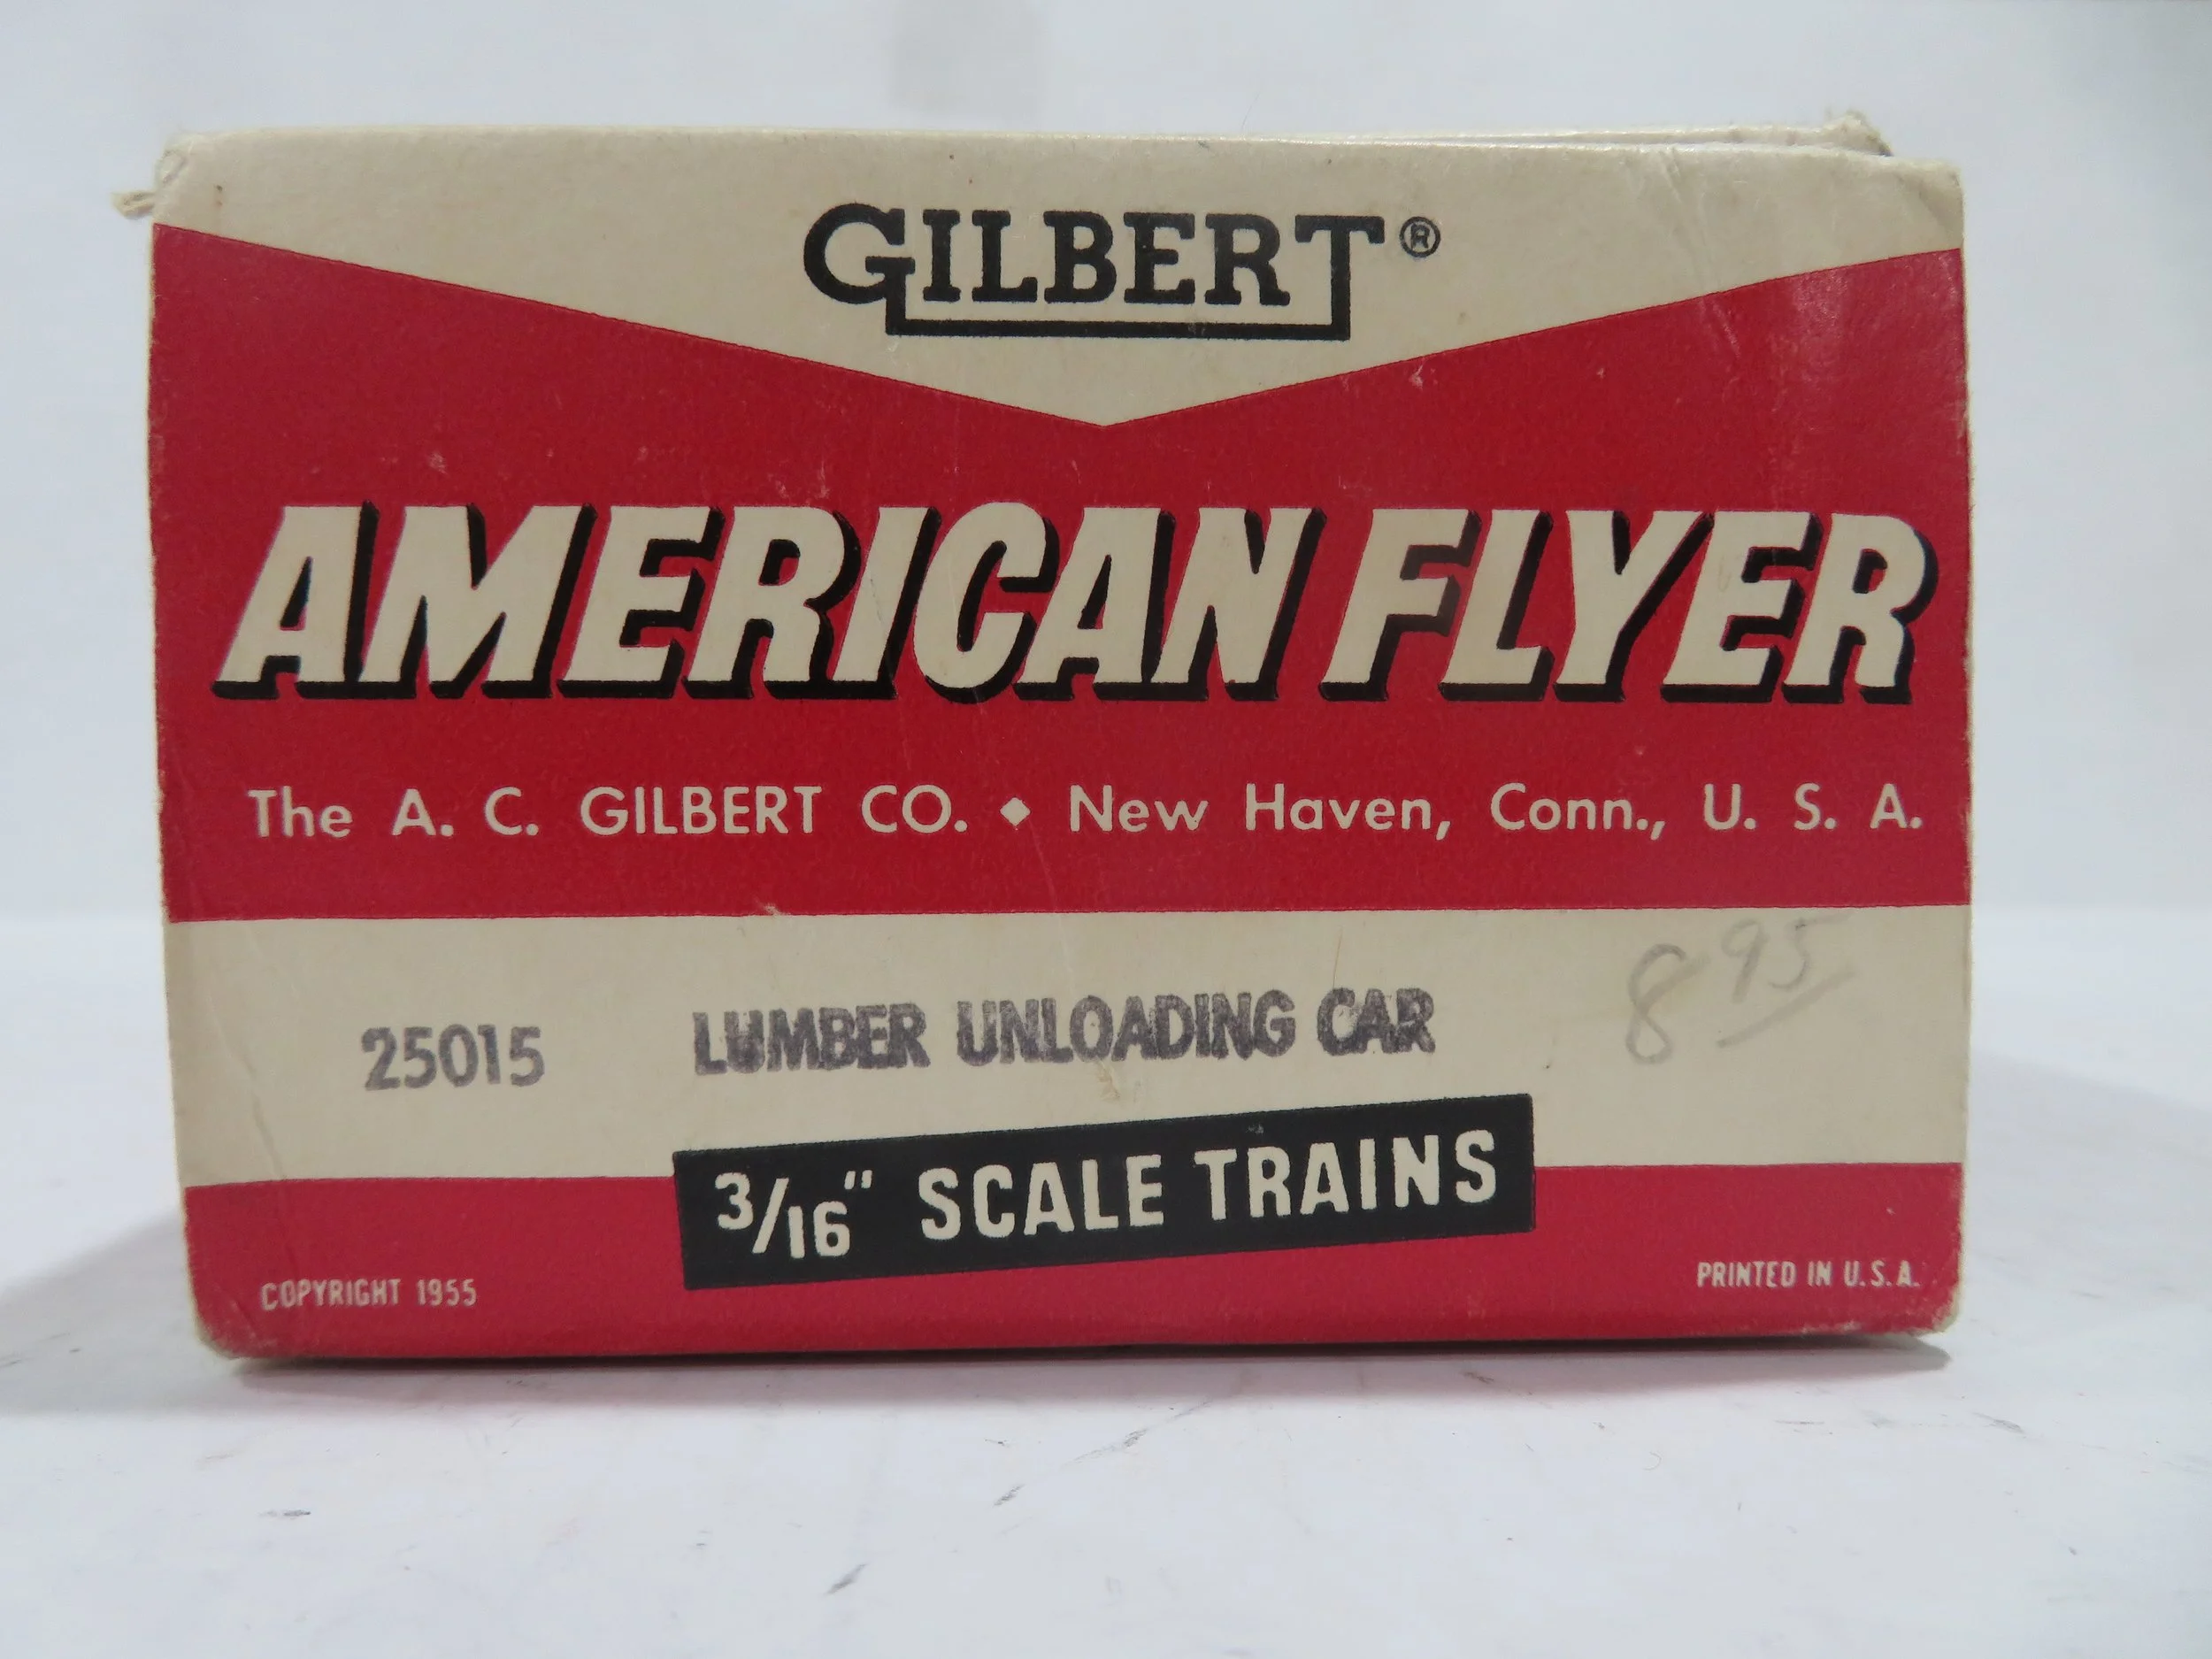 GILBERT®
AMERICAN FLYER
The A. C. GILBERT CO. ♦ New Haven, Conn., U. S. A.
25015 LUMBER UNLOADING CAR 8 95
3/16" SCALE TRAINS
COPYRIGHT 1955
PRINTED IN U.S.A.